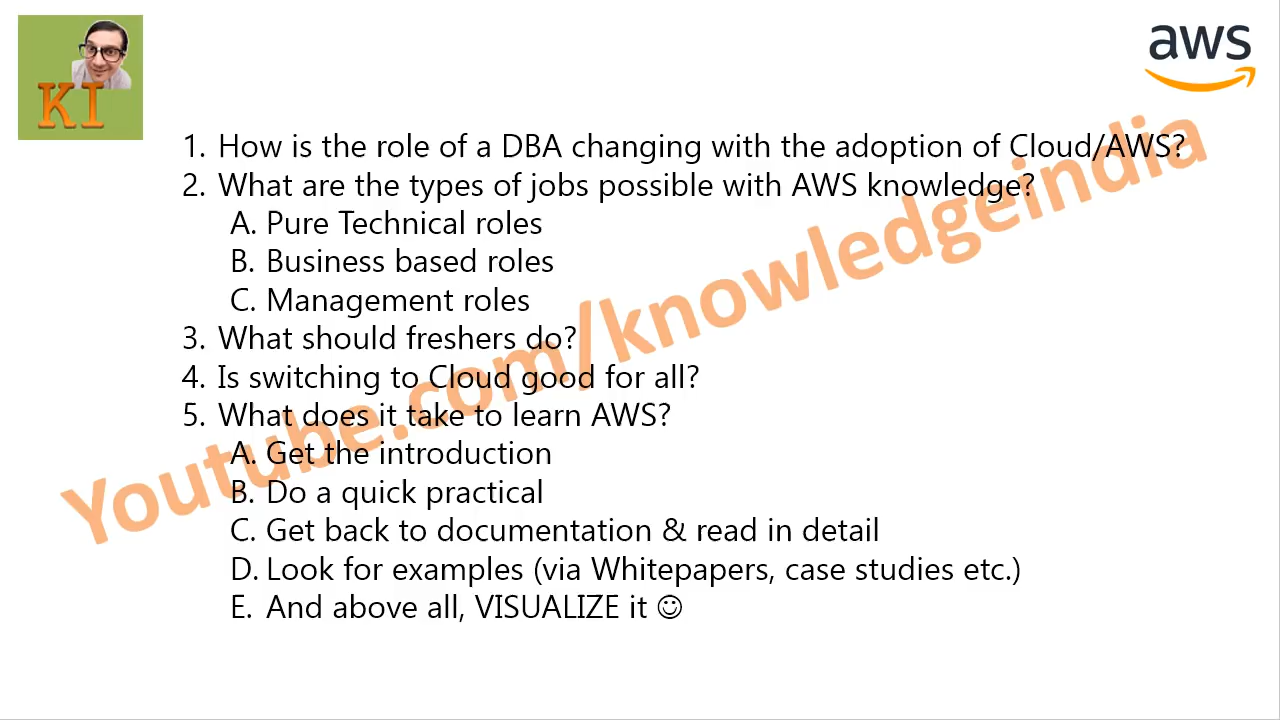 KI
aws
1. How is the role of a DBA changing with the adoption of Cloud/AWS?
2. What are the types of jobs possible with AWS knowledge?
A. Pure Technical roles
B. Business based roles
C. Management roles
3. What should freshers do?
4. Is switching to Cloud good for all?
5. What does it take to learn AWS?
A. Get the introduction
B. Do a quick practical
C. Get back to documentation & read in detail
D. Look for examples (via Whitepapers, case studies etc.)
E. And above all, VISUALIZE it ☺
Youtube.com/knowledgeindia